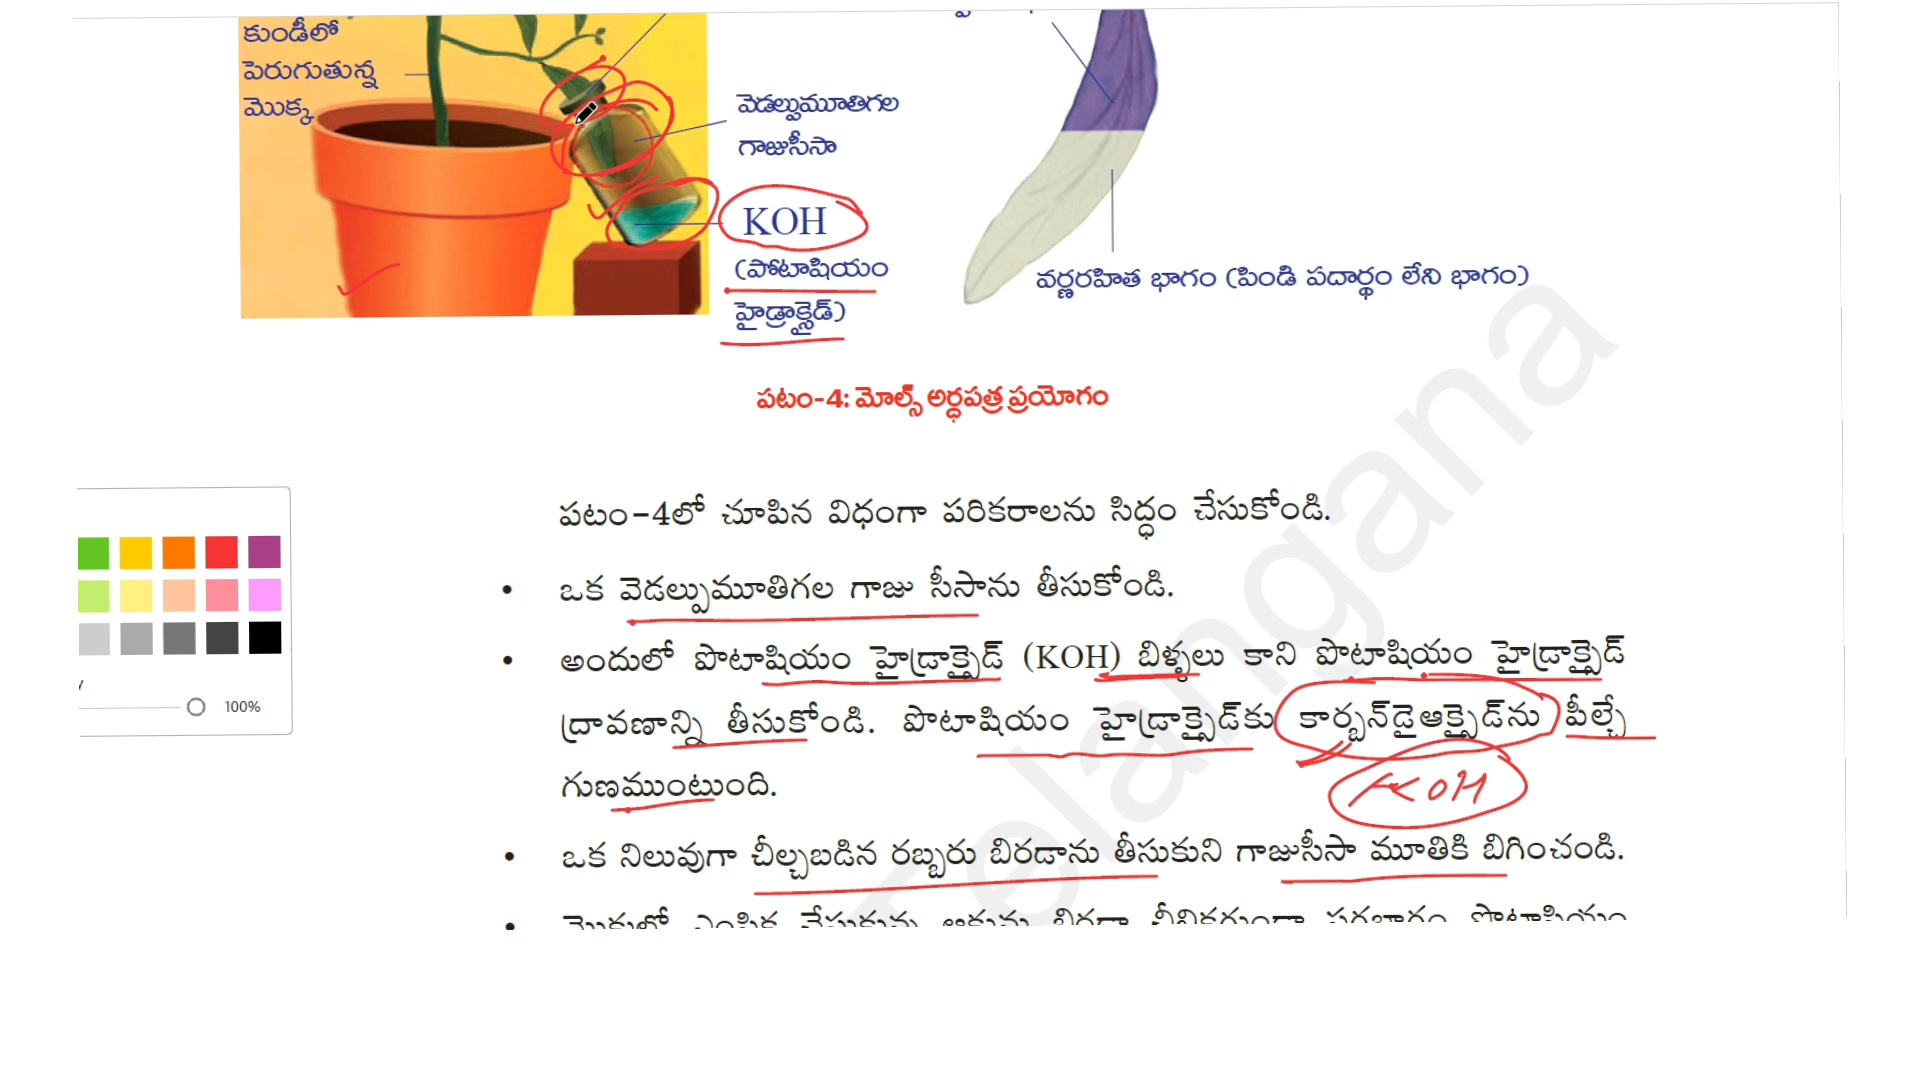 కుండీలో
పెరుగుతున్న
మొక్క
వెడల్పుమూతిగల
గాజుసీసా
KOH
(పోటాషియం
హైడ్రాక్సైడ్)
వర్ణరహిత భాగం (పిండి పదార్థం లేని భాగం)
పటం-4: మోల్స్ అర్ధపత్ర ప్రయోగం
పటం-4లో చూపిన విధంగా పరికరాలను సిద్ధం చేసుకోండి.
• ఒక వెడల్పుమూతిగల గాజు సీసాను తీసుకోండి.
• అందులో పొటాషియం హైడ్రాక్సైడ్ (KOH) బిళ్ళలు కాని పొటాషియం హైడ్రాక్సైడ్
ద్రావణాన్ని తీసుకోండి. పొటాషియం హైడ్రాక్సైడ్‌కు కార్బన్‌డైఆక్సైడ్‌ను పీల్చే
గుణముంటుంది.
KOH
• ఒక నిలువుగా చీల్చబడిన రబ్బరు బిరడాను తీసుకుని గాజుసీసా మూతికి బిగించండి.
Telangana
100%